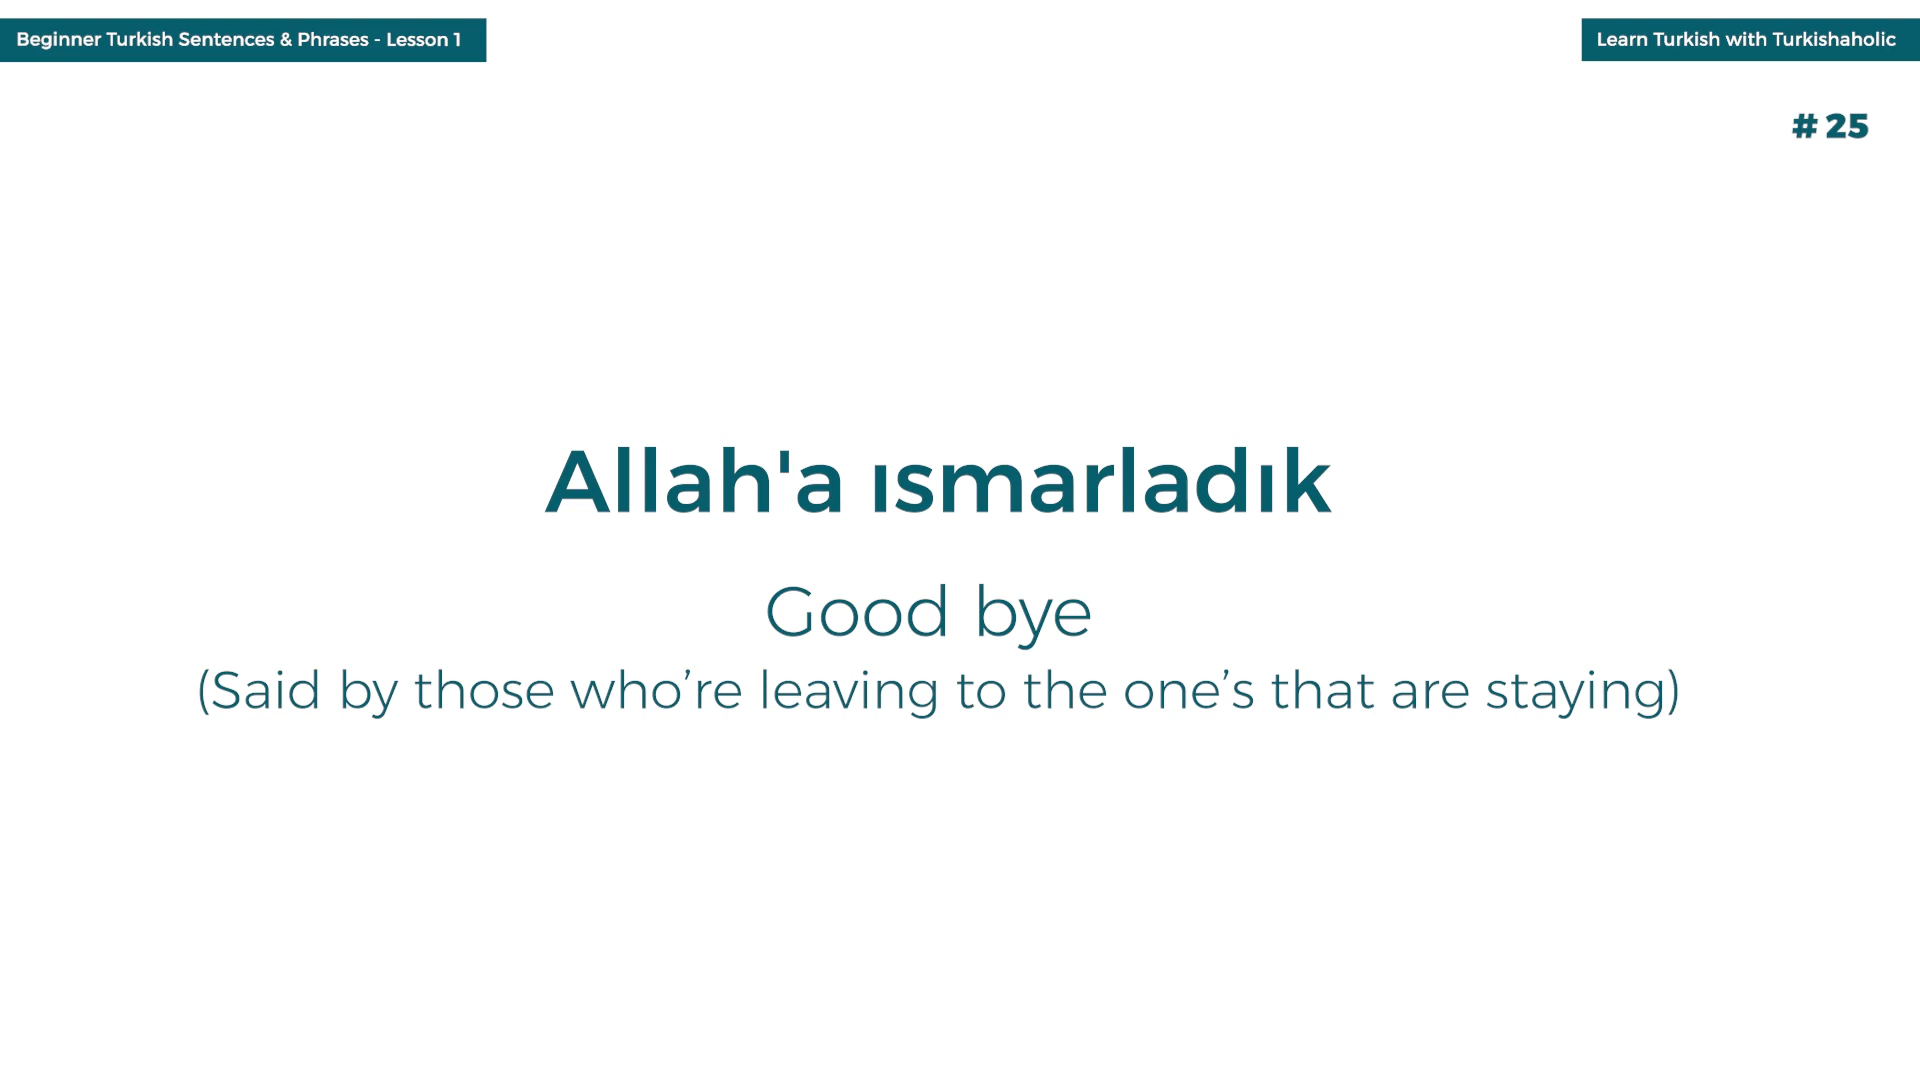 Beginner Turkish Sentences & Phrases - Lesson 1
Learn Turkish with Turkishaholic
# 25
Allah'a ısmarladık
Good bye
(Said by those who’re leaving to the one’s that are staying)